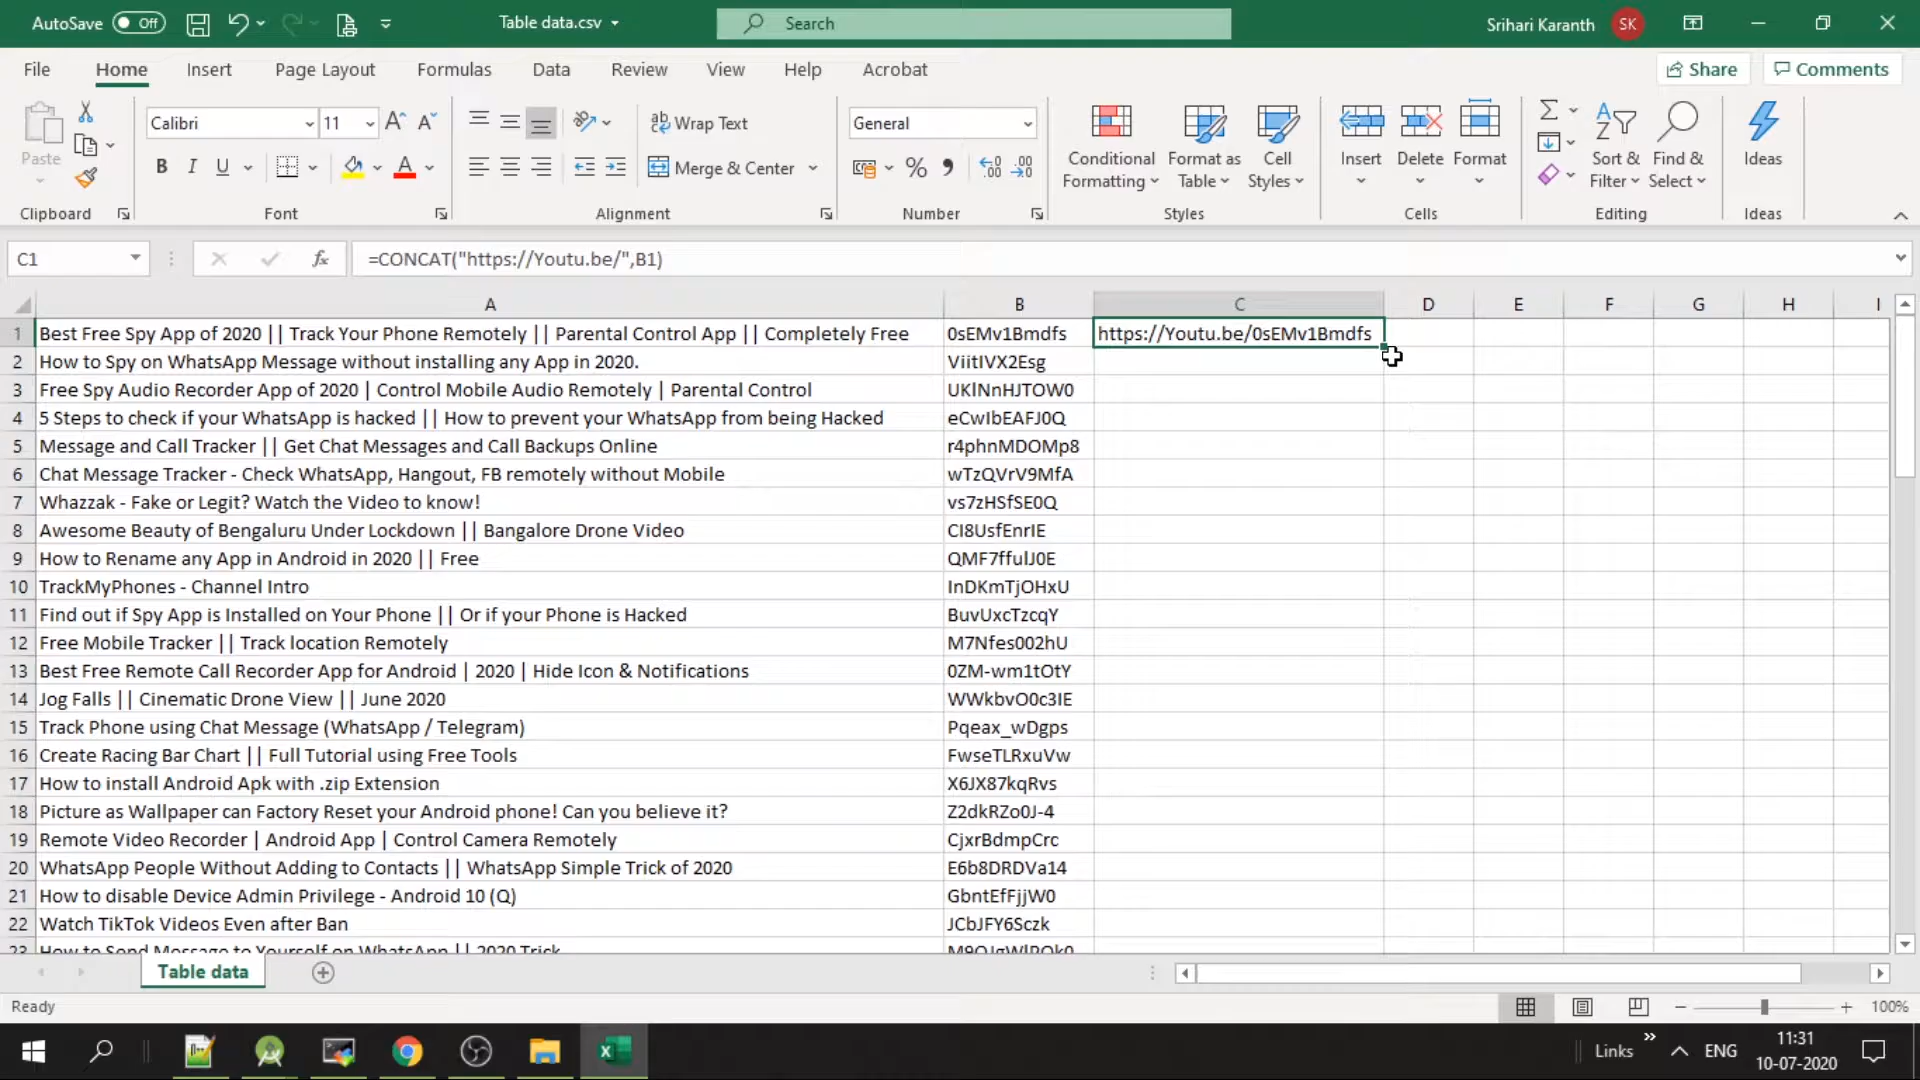 AutoSave Off Table data.csv Search Srihari Karanth SK
File Home Insert Page Layout Formulas Data Review View Help Acrobat Share Comments
Paste Calibri 11 Wrap Text General Conditional Formatting Format as Table Cell Styles Insert Delete Format Sort & Filter Find & Select Ideas
B I U Merge & Center % 
Clipboard Font Alignment Number Styles Cells Editing Ideas
C1 fx =CONCAT("https://Youtu.be/",B1)
A B C D E F G H I
1 Best Free Spy App of 2020 || Track Your Phone Remotely || Parental Control App || Completely Free 0sEMv1Bmdfs https://Youtu.be/0sEMv1Bmdfs
2 How to Spy on WhatsApp Message without installing any App in 2020. ViitIVX2Esg
3 Free Spy Audio Recorder App of 2020 | Control Mobile Audio Remotely | Parental Control UKlNnHJTOW0
4 5 Steps to check if your WhatsApp is hacked || How to prevent your WhatsApp from being Hacked eCwIbEAFJ0Q
5 Message and Call Tracker || Get Chat Messages and Call Backups Online r4phnMDOMp8
6 Chat Message Tracker - Check WhatsApp, Hangout, FB remotely without Mobile wTzQVrV9MfA
7 Whazzak - Fake or Legit? Watch the Video to know! vs7zHSfSE0Q
8 Awesome Beauty of Bengaluru Under Lockdown || Bangalore Drone Video CI8UsfEnrIE
9 How to Rename any App in Android in 2020 || Free QMF7ffulJ0E
10 TrackMyPhones - Channel Intro InDKmTjOHxU
11 Find out if Spy App is Installed on Your Phone || Or if your Phone is Hacked BuvUxcTzcqY
12 Free Mobile Tracker || Track location Remotely M7Nfes002hU
13 Best Free Remote Call Recorder App for Android | 2020 | Hide Icon & Notifications 0ZM-wm1tOtY
14 Jog Falls || Cinematic Drone View || June 2020 WWkbvO0c3IE
15 Track Phone using Chat Message (WhatsApp / Telegram) Pqeax_wDgps
16 Create Racing Bar Chart || Full Tutorial using Free Tools FwseTLRxuVw
17 How to install Android Apk with .zip Extension X6JX87kqRvs
18 Picture as Wallpaper can Factory Reset your Android phone! Can you believe it? Z2dkRZo0J-4
19 Remote Video Recorder | Android App | Control Camera Remotely CjxrBdmpCrc
20 WhatsApp People Without Adding to Contacts || WhatsApp Simple Trick of 2020 E6b8DRDVa14
21 How to disable Device Admin Privilege - Android 10 (Q) GbntEfFjjW0
22 Watch TikTok Videos Even after Ban JCbJFY6Sczk
23 How to Send Message to Yourself on WhatsApp || 2020 Trick
Table data
Ready 100%
Links ENG 11:31
10-07-2020